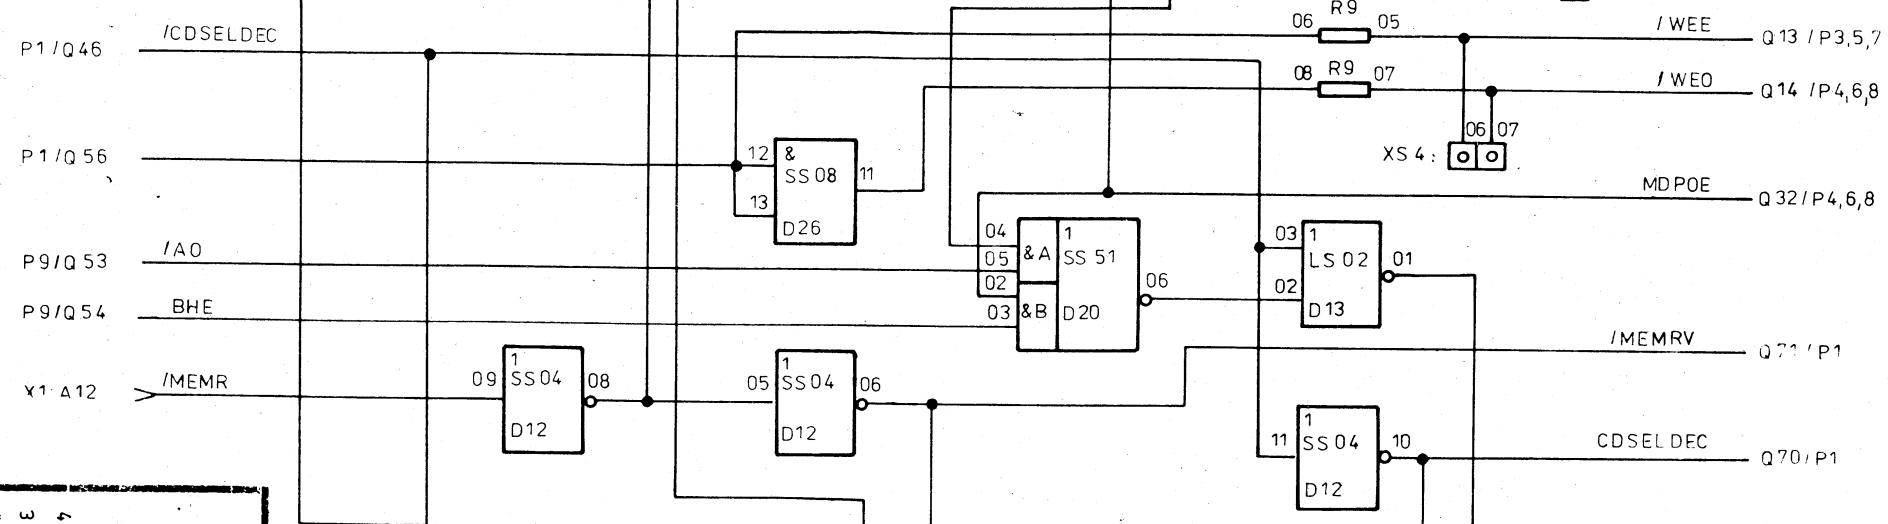 R9
06 05
/WEE
Q13 /P3,5,7
P1/Q46
/CDSELDEC
08 R9 07
/WEO
Q14 /P4,6,8
06 07
XS4:
P1/Q56
12 &
SS08
11
13
D26
MDPOE
Q32/P4,6,8
04
05
02
03
&A
&B
1
SS51
D20
06
P9/Q53
/A0
03 1
LS02
01
02
D13
P9/Q54
BHE
/MEMRV
Q71/P1
X1:A12
/MEMR
09
1
SS04
08
D12
05
1
SS04
06
D12
11
1
SS04
10
D12
CDSELDEC
Q70/P1
4
3